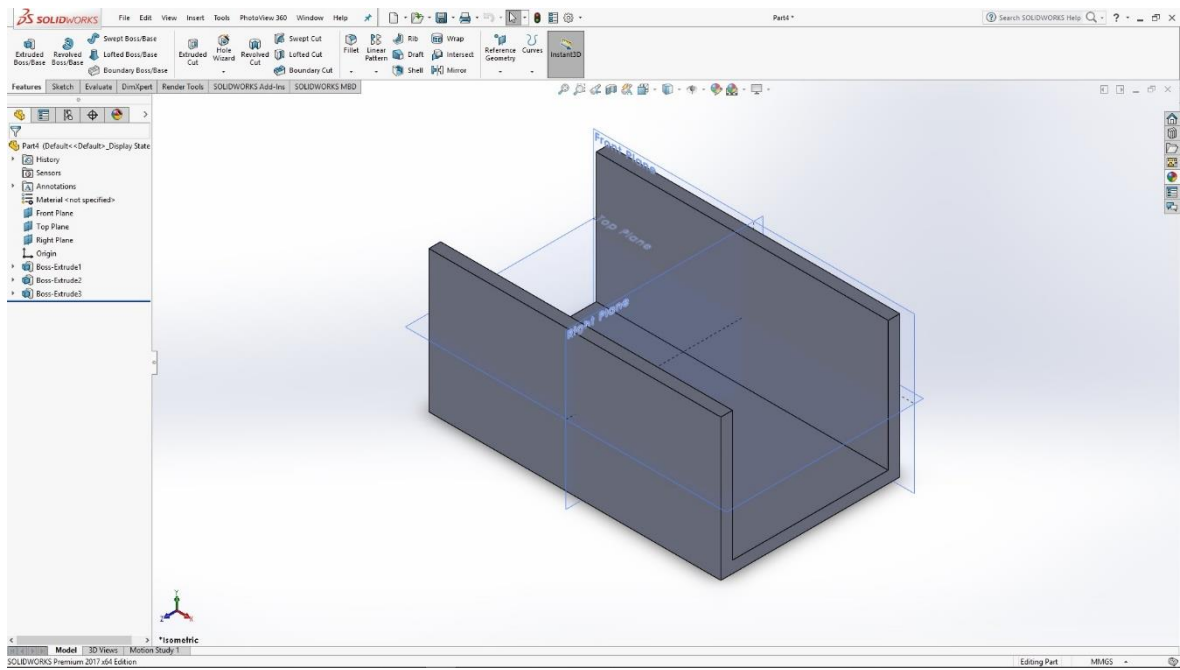 SOLIDWORKS File Edit View Insert Tools PhotoView 360 Window Help Part4 * Search SOLIDWORKS Help
Extruded Boss/Base
Revolved Boss/Base
Swept Boss/Base
Lofted Boss/Base
Boundary Boss/Base
Extruded Cut
Hole Wizard
Revolved Cut
Swept Cut
Lofted Cut
Boundary Cut
Fillet
Linear Pattern
Rib
Draft
Shell
Wrap
Intersect
Mirror
Reference Geometry
Curves
Instant3D
Features Sketch Evaluate DimXpert Render Tools SOLIDWORKS Add-Ins SOLIDWORKS MBD
Part4 (Default<<Default>_Display State
History
Sensors
Annotations
Material <not specified>
Front Plane
Top Plane
Right Plane
Origin
Boss-Extrude1
Boss-Extrude2
Boss-Extrude3
Front Plane
Top Plane
Right Plane
*Isometric
Model 3D Views Motion Study 1
SOLIDWORKS Premium 2017 x64 Edition Editing Part MMGS